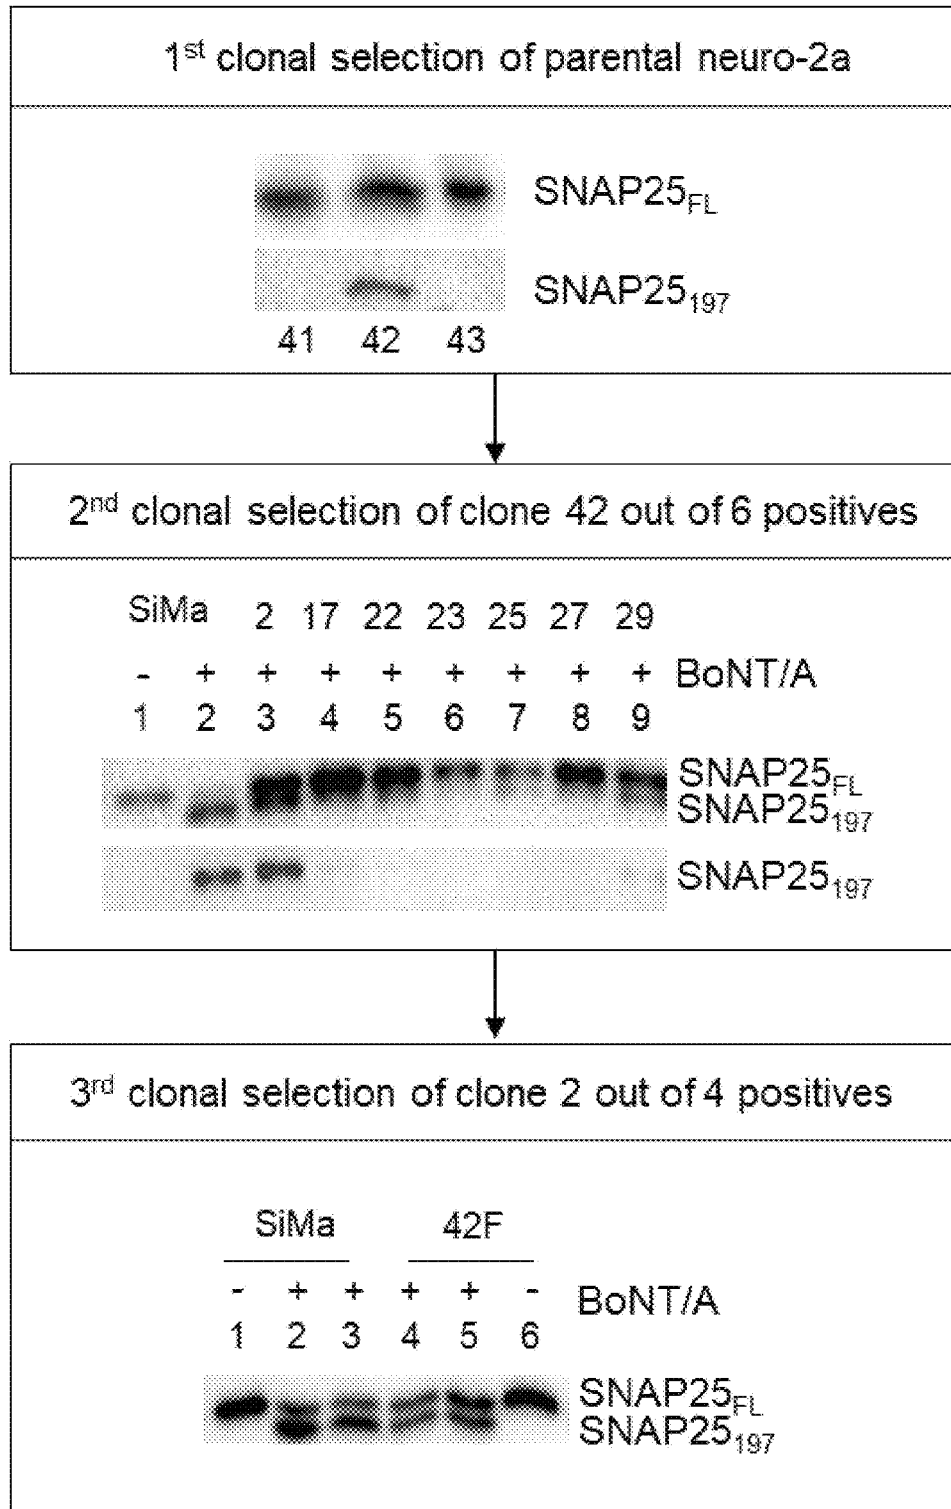 1st clonal selection of parental neuro-2a
SNAP25FL
SNAP25197
41 42 43
2nd clonal selection of clone 42 out of 6 positives
SiMa 2 17 22 23 25 27 29
- + + + + + + + + BoNT/A
1 2 3 4 5 6 7 8 9
SNAP25FL
SNAP25197
SNAP25197
3rd clonal selection of clone 2 out of 4 positives
SiMa 42F
- + + + + - BoNT/A
1 2 3 4 5 6
SNAP25FL
SNAP25197